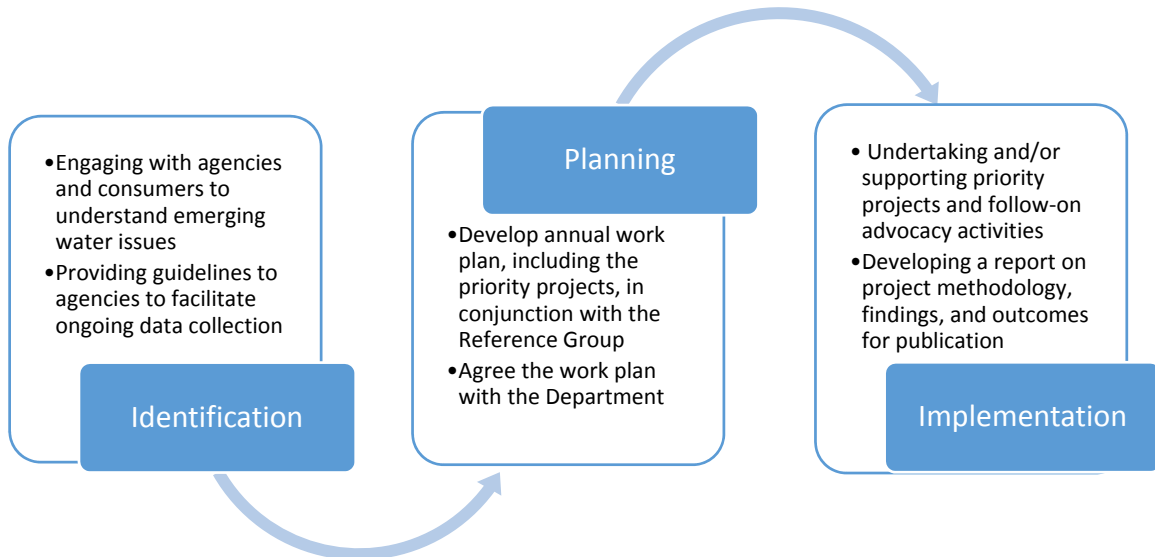 •Engaging with agencies
and consumers to
understand emerging
water issues
•Providing guidelines to
agencies to facilitate
ongoing data collection
Identification
Planning
•Develop annual work
plan, including the
priority projects, in
conjunction with the
Reference Group
•Agree the work plan
with the Department
• Undertaking and/or
supporting priority
projects and follow-on
advocacy activities
•Developing a report on
project methodology,
findings, and outcomes
for publication
Implementation